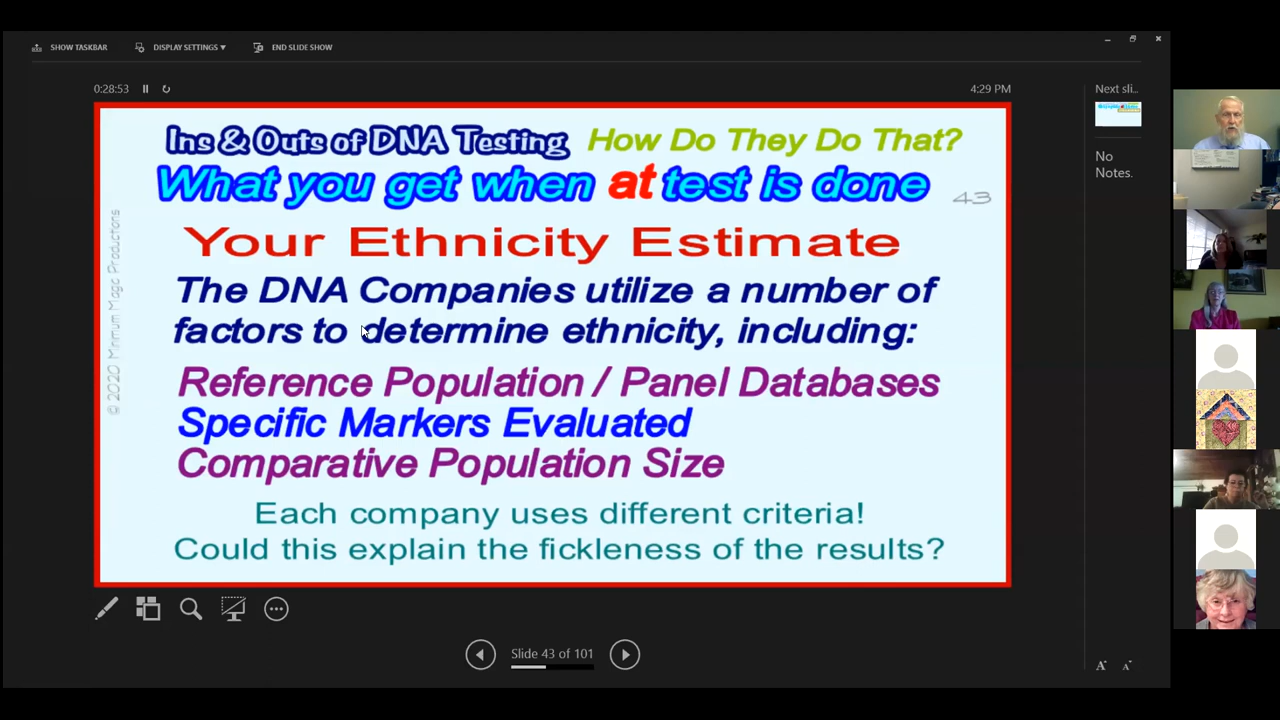 SHOW TASKBAR
DISPLAY SETTINGS
END SLIDE SHOW
0:28:53
4:29 PM
Next sli...
Ins & Outs of DNA Testing How Do They Do That?
What you get when at test is done
43
© 2020 Minimum Magic Productions
Your Ethnicity Estimate
The DNA Companies utilize a number of
factors to determine ethnicity, including:
Reference Population / Panel Databases
Specific Markers Evaluated
Comparative Population Size
Each company uses different criteria!
Could this explain the fickleness of the results?
No
Notes.
Slide 43 of 101
A
A